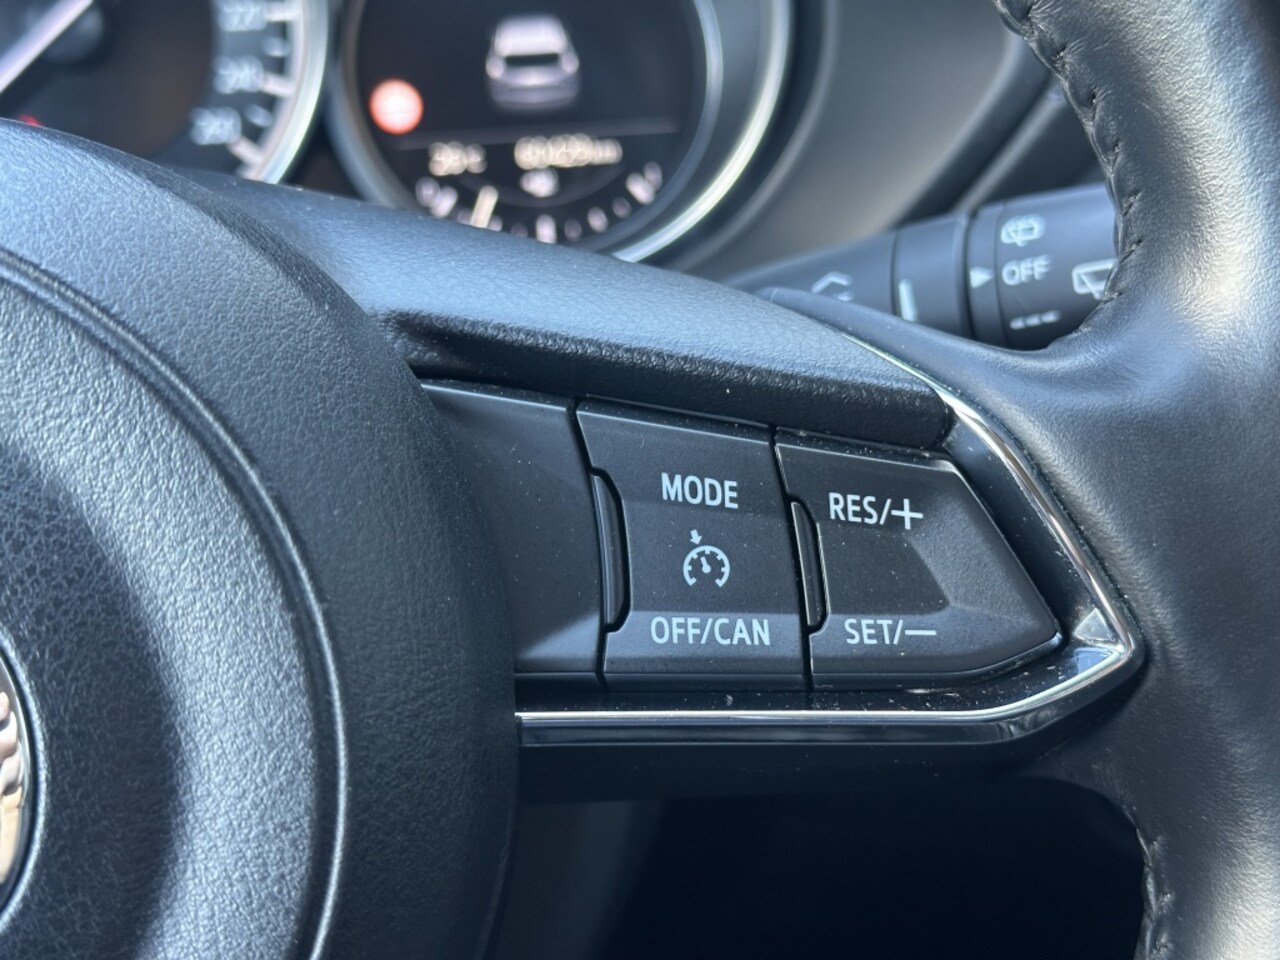 OFF
MODE
RES/+
OFF/CAN
SET/−